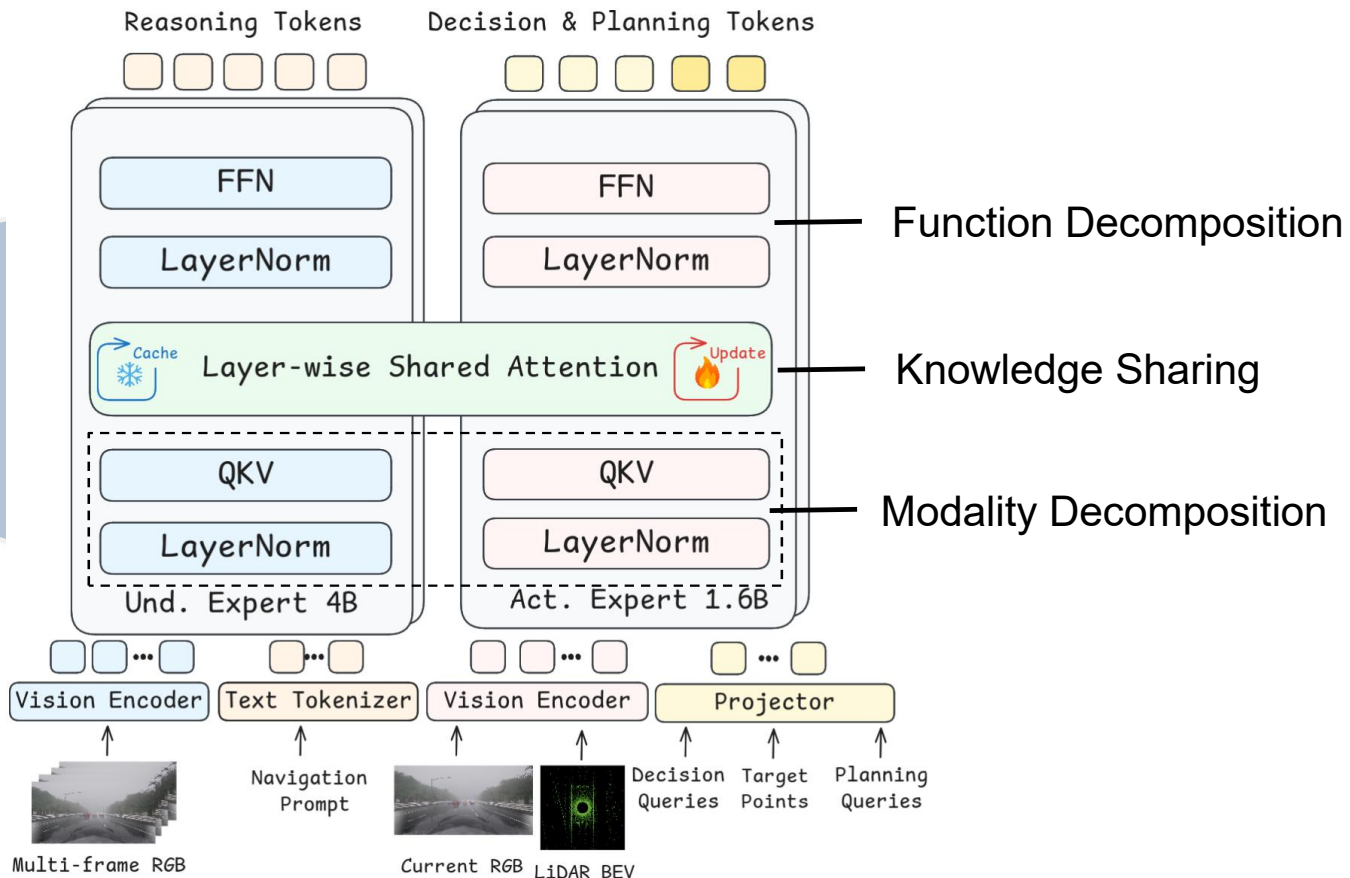 Reasoning Tokens
Decision & Planning Tokens
FFN
FFN
Function Decomposition
LayerNorm
LayerNorm
Cache
Layer-wise Shared Attention
Update
Knowledge Sharing
QKV
QKV
Modality Decomposition
LayerNorm
LayerNorm
Und. Expert 4B
Act. Expert 1.6B
Vision Encoder
Text Tokenizer
Vision Encoder
Projector
Navigation
Prompt
Decision
Queries
Target
Points
Planning
Queries
Multi-frame RGB
Current RGB
LiDAR BEV